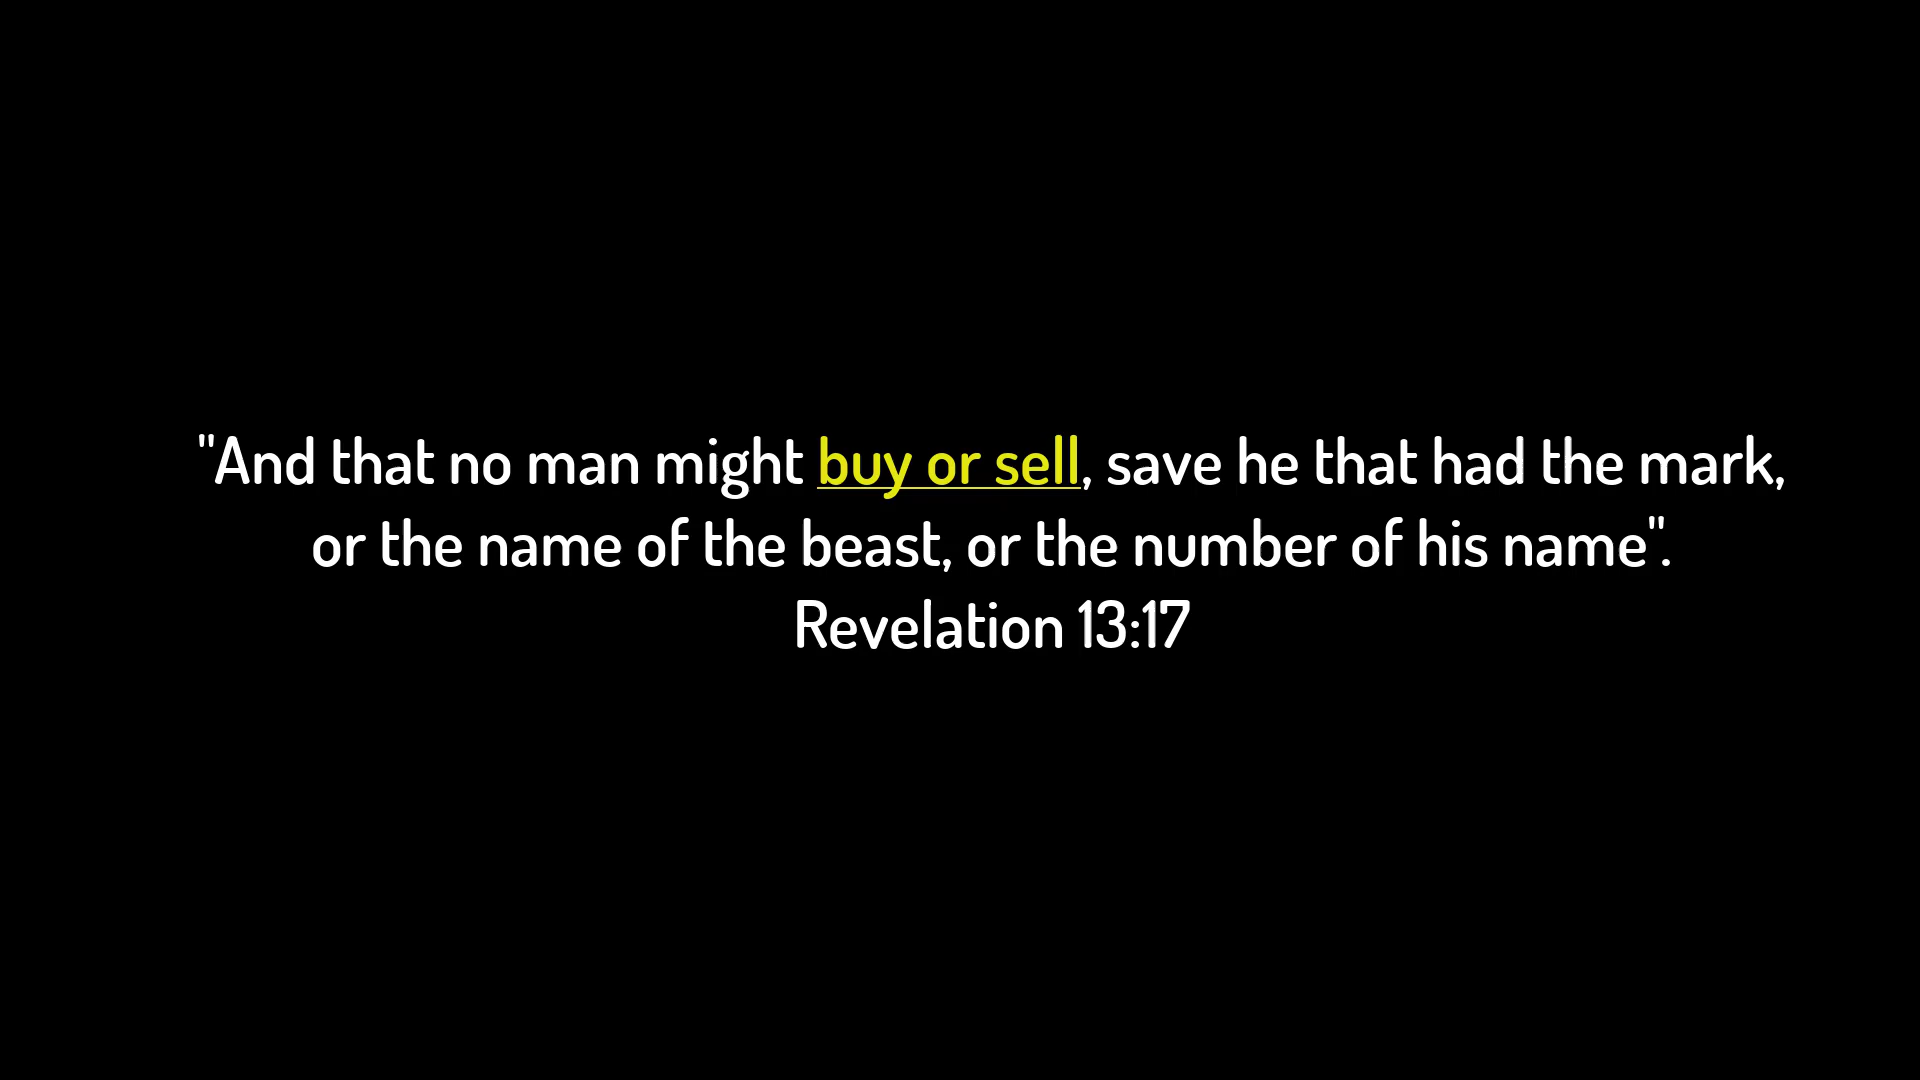 "And that no man might buy or sell, save he that had the mark,
or the name of the beast, or the number of his name".
Revelation 13:17